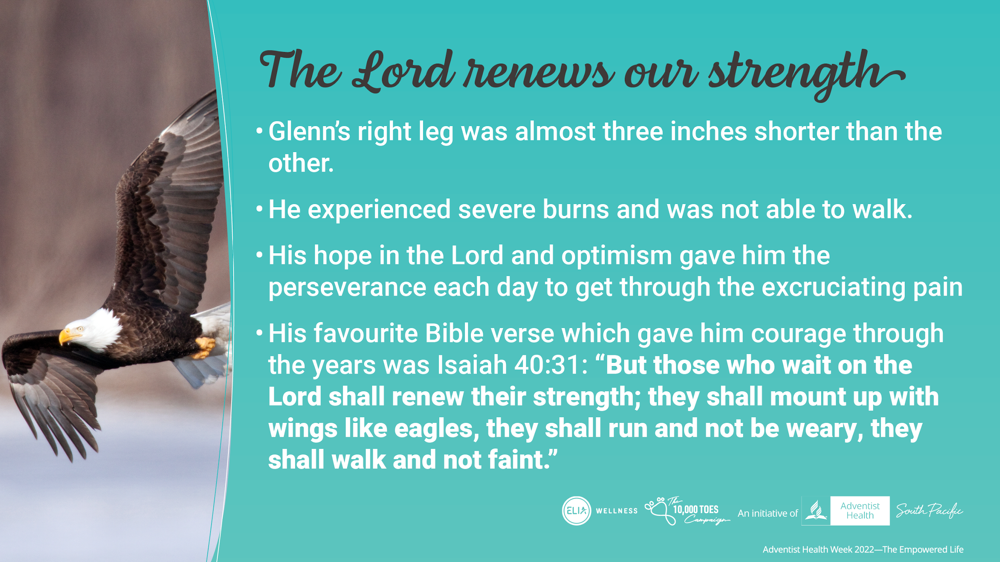 The Lord renews our strength
• Glenn’s right leg was almost three inches shorter than the
other.
• He experienced severe burns and was not able to walk.
• His hope in the Lord and optimism gave him the
perseverance each day to get through the excruciating pain
• His favourite Bible verse which gave him courage through
the years was Isaiah 40:31: “But those who wait on the
Lord shall renew their strength; they shall mount up with
wings like eagles, they shall run and not be weary, they
shall walk and not faint.”
ELIA WELLNESS The 10,000 TOES Campaign An initiative of Adventist Health South Pacific
Adventist Health Week 2022—The Empowered Life